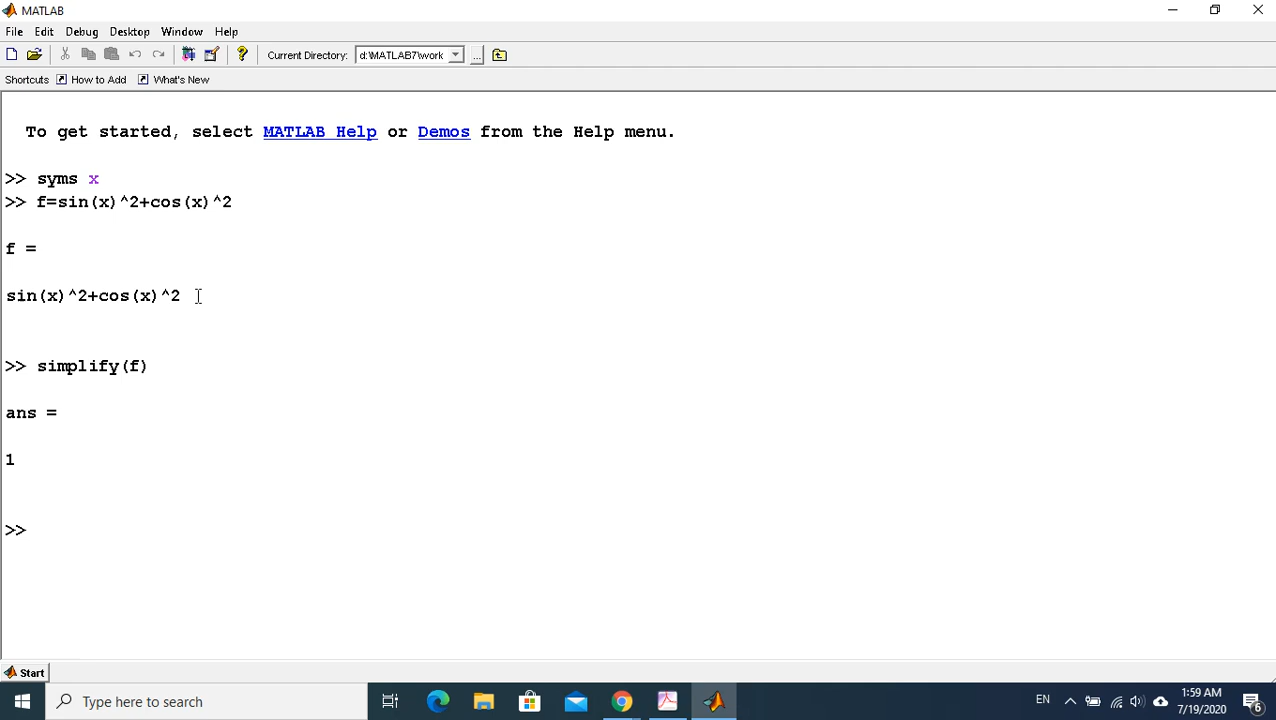 MATLAB
File Edit Debug Desktop Window Help
Current Directory: d:\MATLAB7\work ...
Shortcuts How to Add What's New
To get started, select MATLAB Help or Demos from the Help menu.
>> syms x
>> f=sin(x)^2+cos(x)^2
f =
sin(x)^2+cos(x)^2
>> simplify(f)
ans =
1
>>
Start
Type here to search
EN
1:59 AM
7/19/2020
6